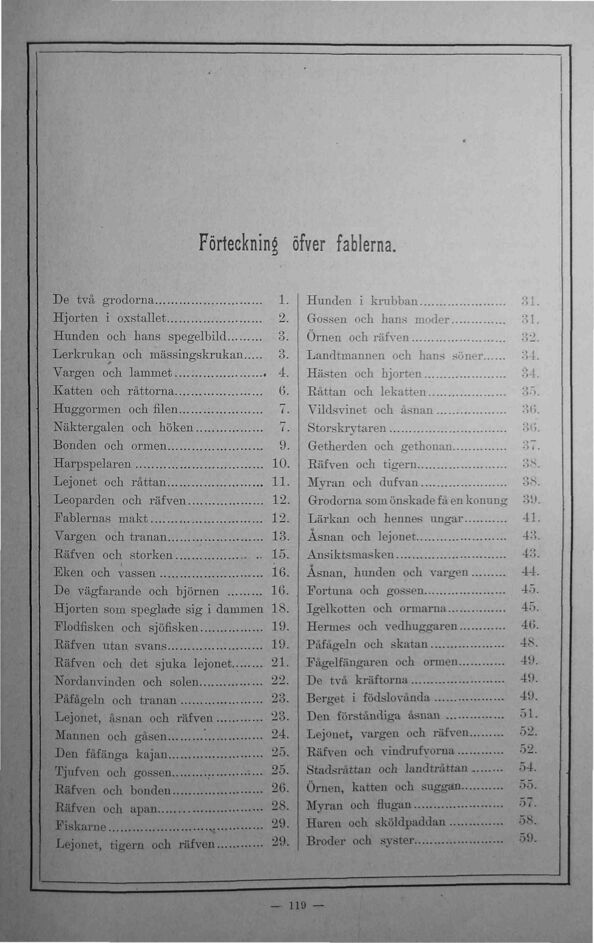 Förteckning öfver fablerna.
De två grodorna 1.
Hjorten i oxstallet 2.
Hunden och hans spegelbild 3.
Lerkrukan och mässingskrukan 3.
Vargen och lammet 4.
Katten och råttorna 6.
Huggormen och filen 7.
Näktergalen och höken 7.
Bonden och ormen 9.
Harpspelaren 10.
Lejonet och råttan 11.
Leoparden och räfven 12.
Fablernas makt 12.
Vargen och tranan 13.
Räfven och storken 15.
Eken och vassen 16.
De vägfarande och björnen 16.
Hjorten som speglade sig i dammen 18.
Flodfisken och sjöfisken 19.
Räfven utan svans 19.
Räfven och det sjuka lejonet 21.
Nordanvinden och solen 22.
Påfågeln och tranan 23.
Lejonet, åsnan och räfven 23.
Mannen och gåsen 24.
Den fåfänga kajan 25.
Tjufven och gossen 25.
Räfven och bonden 26.
Räfven och apan 28.
Fiskarne 29.
Lejonet, tigern och räfven 29.
Hunden i krubban 31.
Gossen och hans moder 31.
Örnen och räfven 32.
Landtmannen och hans söner 34.
Hästen och hjorten 34.
Råttan och lekatten 35.
Vildsvinet och åsnan 36.
Storskrytaren 36.
Getherden och gethonan 37.
Räfven och tigern 38.
Myran och dufvan 38.
Grodorna som önskade få en konung 39.
Lärkan och hennes ungar 41.
Åsnan och lejonet 43.
Ansiktsmasken 43.
Åsnan, hunden och vargen 44.
Fortuna och gossen 45.
Igelkotten och ormarna 45.
Hermes och vedhuggaren 46.
Påfågeln och skatan 48.
Fågelfångaren och ormen 49.
De två kräftorna 49.
Berget i födslovånda 49.
Den förståndiga åsnan 51.
Lejonet, vargen och räfven 52.
Räfven och vindrufvorna 52.
Stadsråttan och landtråttan 54.
Örnen, katten och suggan 55.
Myran och flugan 57.
Haren och sköldpaddan 58.
Broder och syster 59.
— 119 —